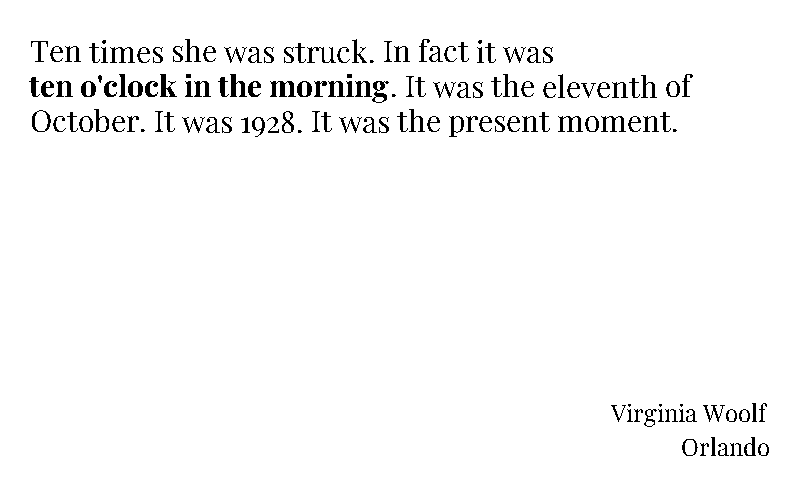 Ten times she was struck. In fact it was
ten o'clock in the morning. It was the eleventh of
October. It was 1928. It was the present moment.
Virginia Woolf
Orlando